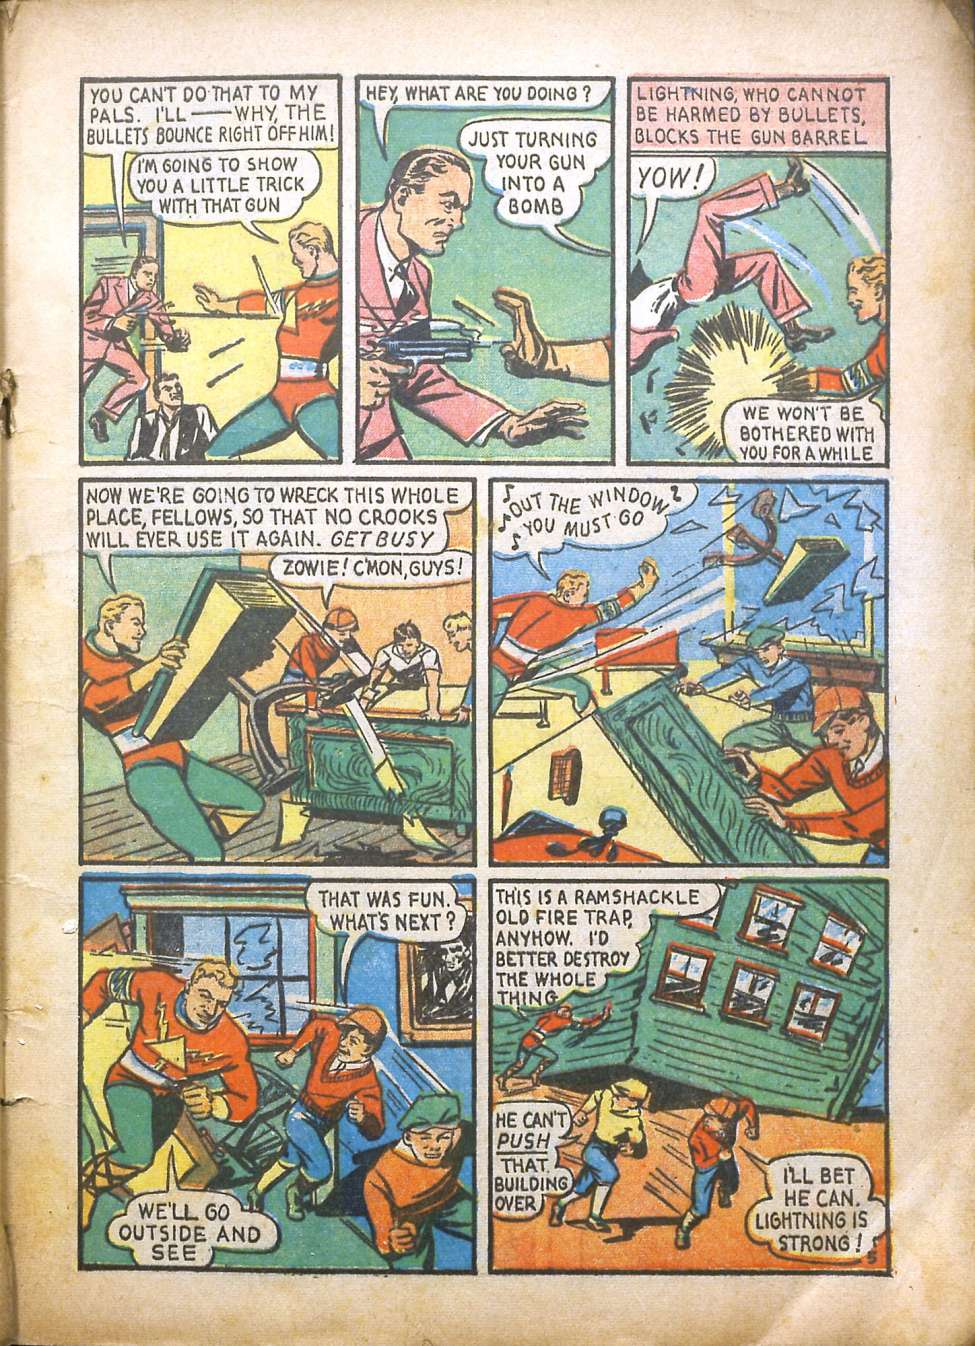 YOU CAN'T DO THAT TO MY
PALS. I'LL — WHY, THE
BULLETS BOUNCE RIGHT OFF HIM!
I'M GOING TO SHOW
YOU A LITTLE TRICK
WITH THAT GUN
HEY, WHAT ARE YOU DOING?
JUST TURNING
YOUR GUN
INTO A
BOMB
LIGHTNING, WHO CANNOT
BE HARMED BY BULLETS,
BLOCKS THE GUN BARREL
YOW!
WE WON'T BE
BOTHERED WITH
YOU FOR A WHILE
NOW WE'RE GOING TO WRECK THIS WHOLE
PLACE, FELLOWS, SO THAT NO CROOKS
WILL EVER USE IT AGAIN. GET BUSY
ZOWIE! C'MON, GUYS!
♪ OUT THE WINDOW ♪
♪ YOU MUST GO
♪
THAT WAS FUN.
WHAT'S NEXT?
WE'LL GO
OUTSIDE AND
SEE
THIS IS A RAMSHACKLE
OLD FIRE TRAP,
ANYHOW. I'D
BETTER DESTROY
THE WHOLE
THING
HE CAN'T
PUSH
THAT
BUILDING
OVER
I'LL BET
HE CAN.
LIGHTNING IS
STRONG!
5